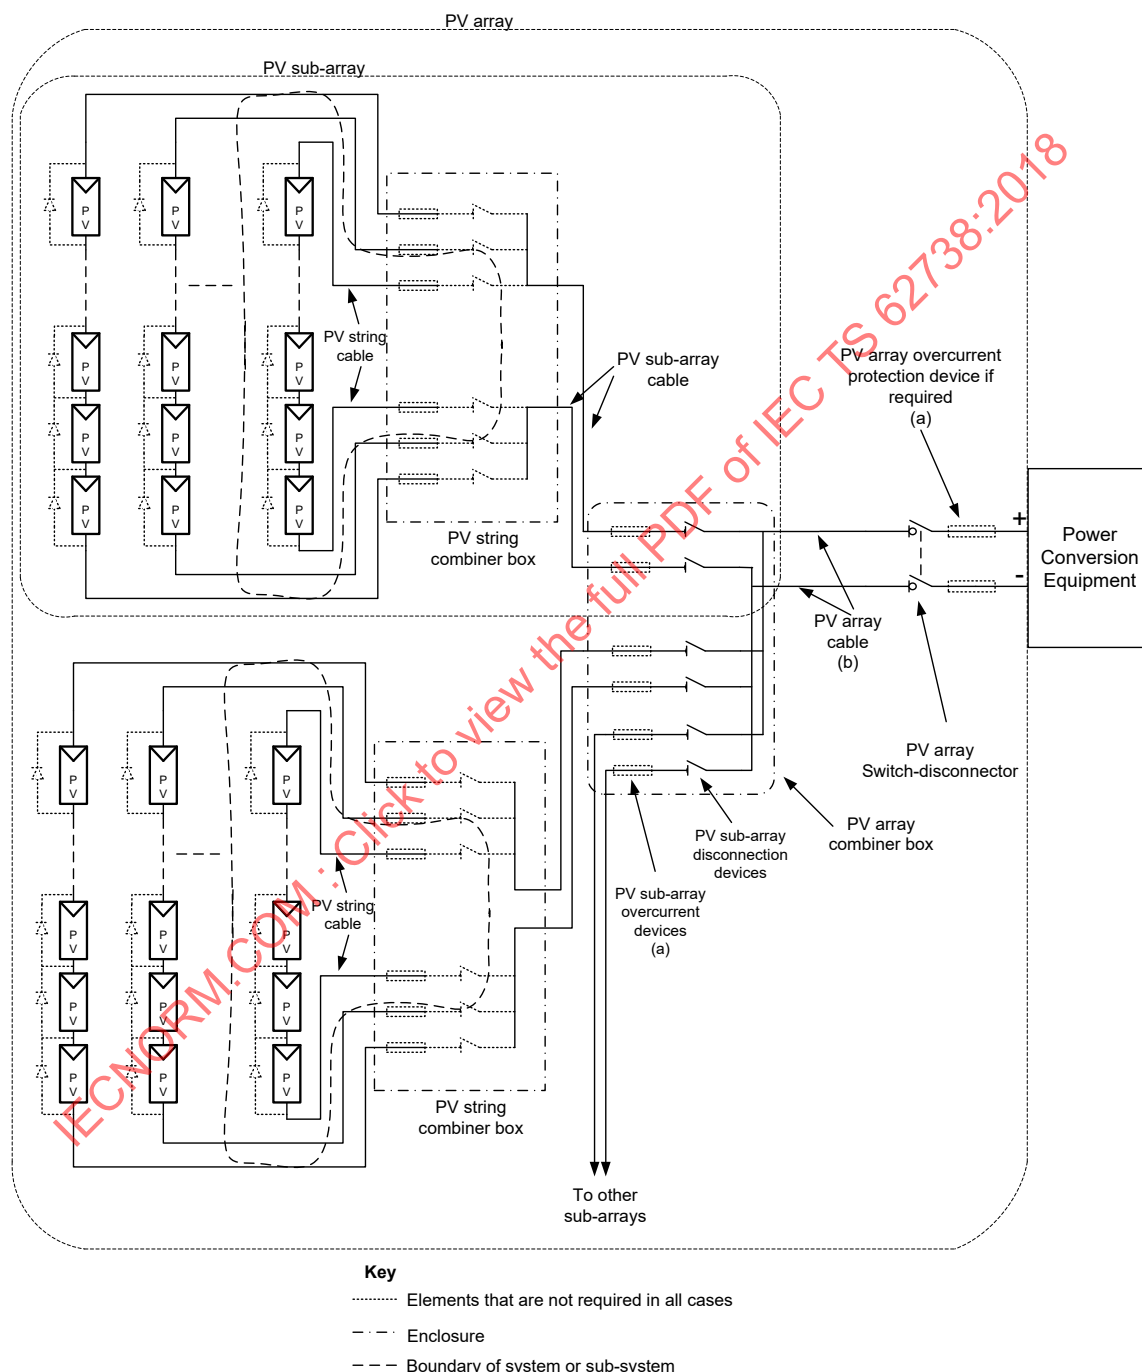 PV array
PV sub-array
P
V
P
V
P
V
PV string
cable
P
V
P
V
P
V
P
V
P
V
P
V
P
V
P
V
P
V
PV string
combiner box
PV sub-array
cable
PV array overcurrent
protection device if
required
(a)
+
-
Power
Conversion
Equipment
PV array
cable
(b)
PV array
Switch-disconnector
PV array
combiner box
PV sub-array
disconnection
devices
PV sub-array
overcurrent
devices
(a)
P
V
P
V
P
V
PV string
cable
P
V
P
V
P
V
P
V
P
V
P
V
P
V
P
V
P
V
PV string
combiner box
To other
sub-arrays
Key
Elements that are not required in all cases
Enclosure
Boundary of system or sub-system
IECNORM.COM : Click to view the full PDF of IEC TS 62738:2018